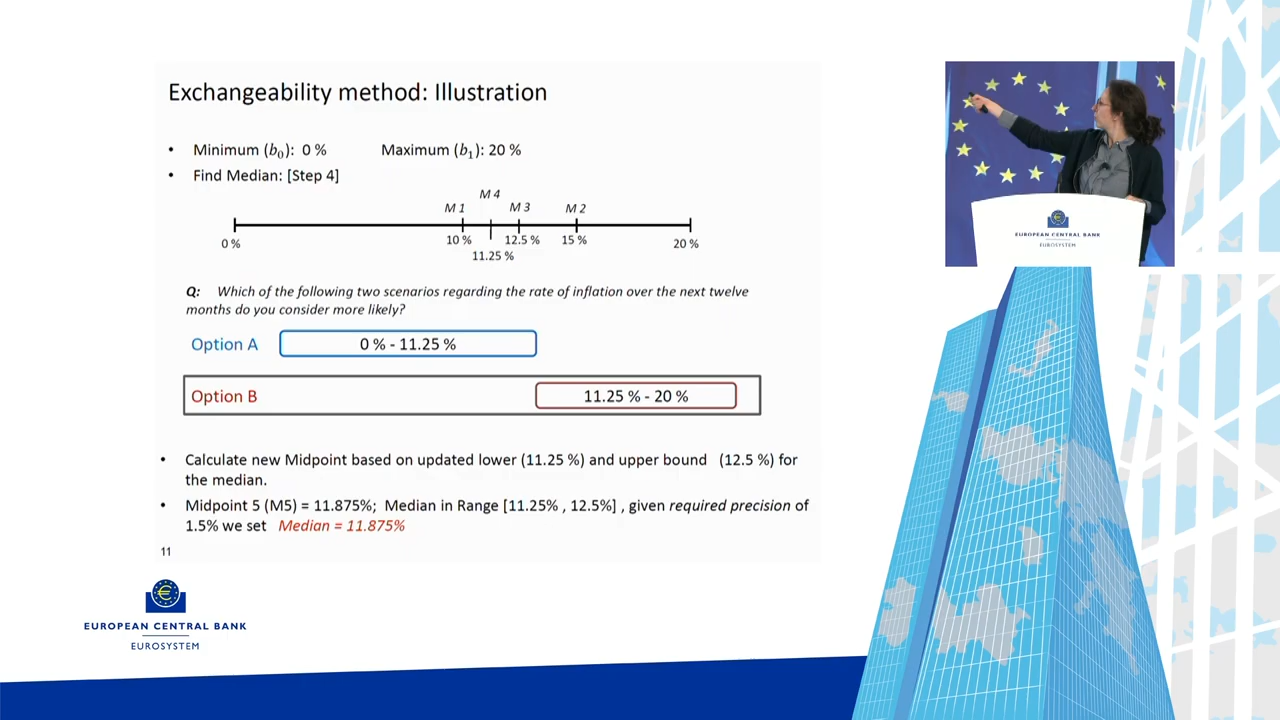 Exchangeability method: Illustration
• Minimum (b₀): 0 % Maximum (b₁): 20 %
• Find Median: [Step 4]
M 4
M 1 M 3 M 2
0 % 10 % 12.5 % 15 % 20 %
11.25 %
Q: Which of the following two scenarios regarding the rate of inflation over the next twelve
months do you consider more likely?
Option A 0 % - 11.25 %
Option B 11.25 % - 20 %
• Calculate new Midpoint based on updated lower (11.25 %) and upper bound (12.5 %) for
the median.
• Midpoint 5 (M5) = 11.875%; Median in Range [11.25% , 12.5%] , given required precision of
1.5% we set Median = 11.875%
11
EUROPEAN CENTRAL BANK
EUROSYSTEM
EUROPEAN CENTRAL BANK
EUROSYSTEM